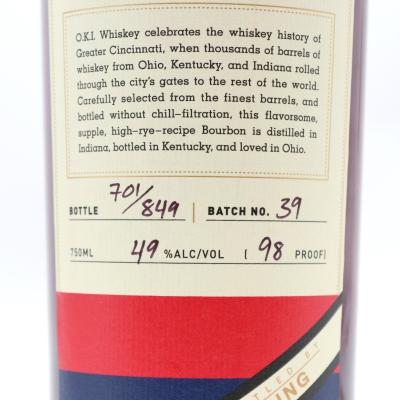 O.K.I. Whiskey celebrates the whiskey history of
Greater Cincinnati, when thousands of barrels of
whiskey from Ohio, Kentucky, and Indiana rolled
through the city's gates to the rest of the world.
Carefully selected from the finest barrels, and
bottled without chill-filtration, this flavorsome,
supple, high-rye-recipe Bourbon is distilled in
Indiana, bottled in Kentucky, and loved in Ohio.
BOTTLE 701/849 | BATCH NO. 39
750ML 49 %ALC/VOL ( 98 PROOF)